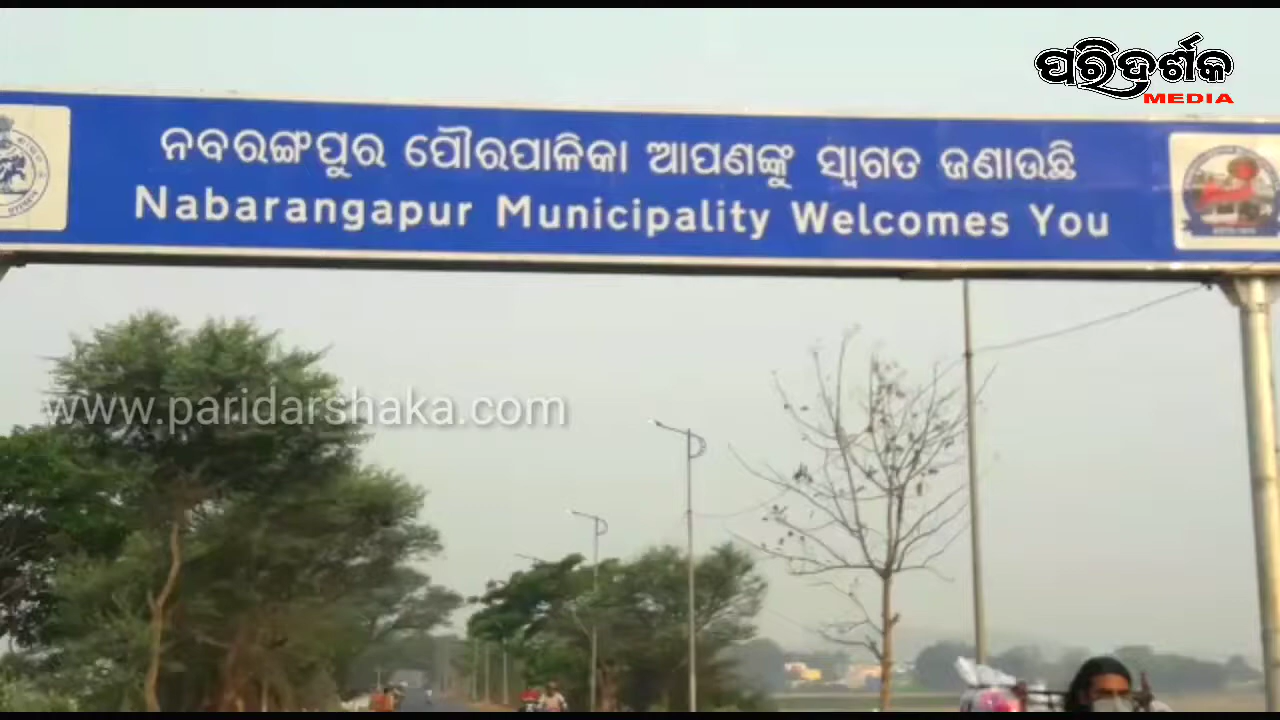 ପରିଦର୍ଶକ
MEDIA
ନବରଙ୍ଗପୁର ପୌରପାଳିକା ଆପଣଙ୍କୁ ସ୍ୱାଗତ ଜଣାଉଛି
Nabarangapur Municipality Welcomes You
www.paridarshaka.com